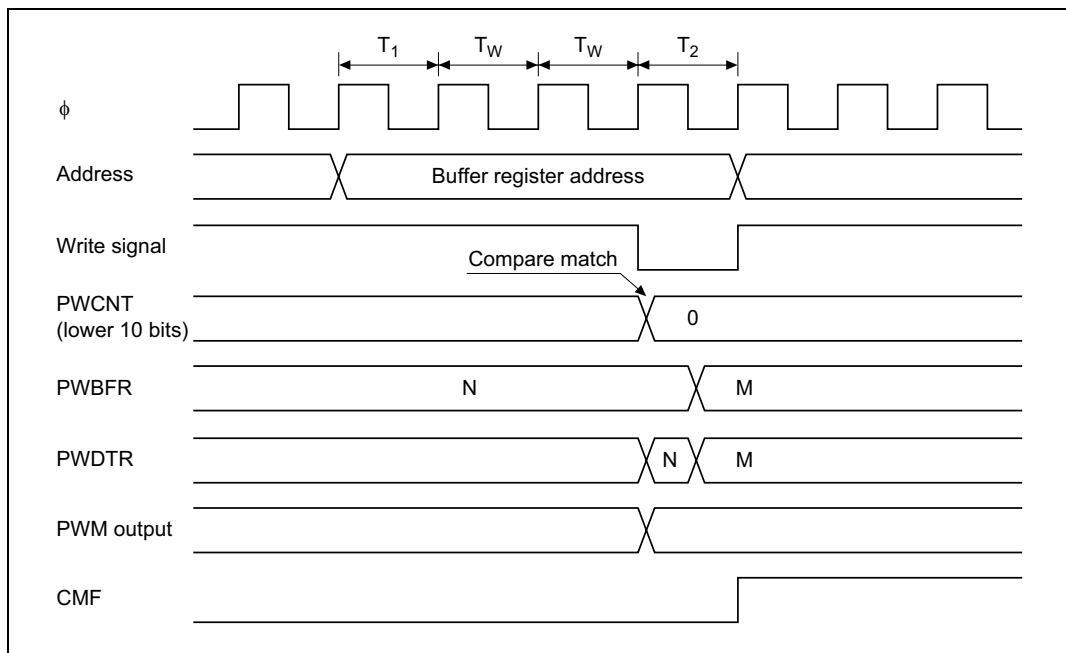 T1 TW TW T2
ϕ
Address
Buffer register address
Write signal
Compare match
PWCNT
(lower 10 bits)
0
PWBFR
N
M
PWDTR
N
M
PWM output
CMF